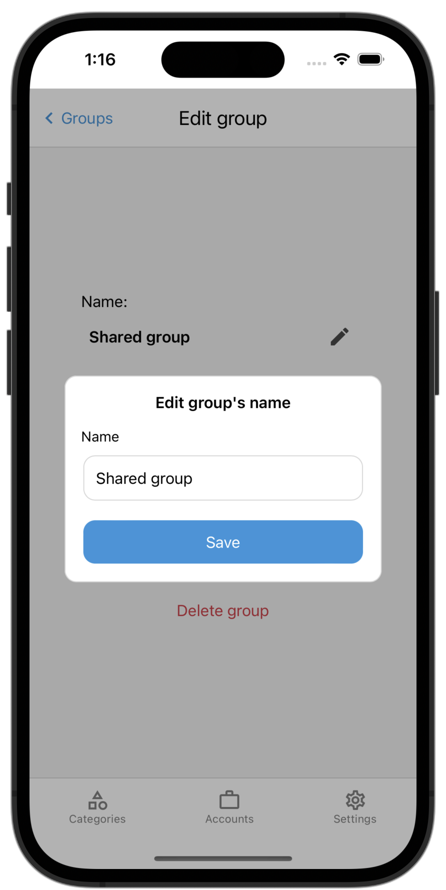 1:16
Groups
Edit group
Name:
Shared group
Edit group's name
Name
Shared group
Save
Delete group
Categories
Accounts
Settings